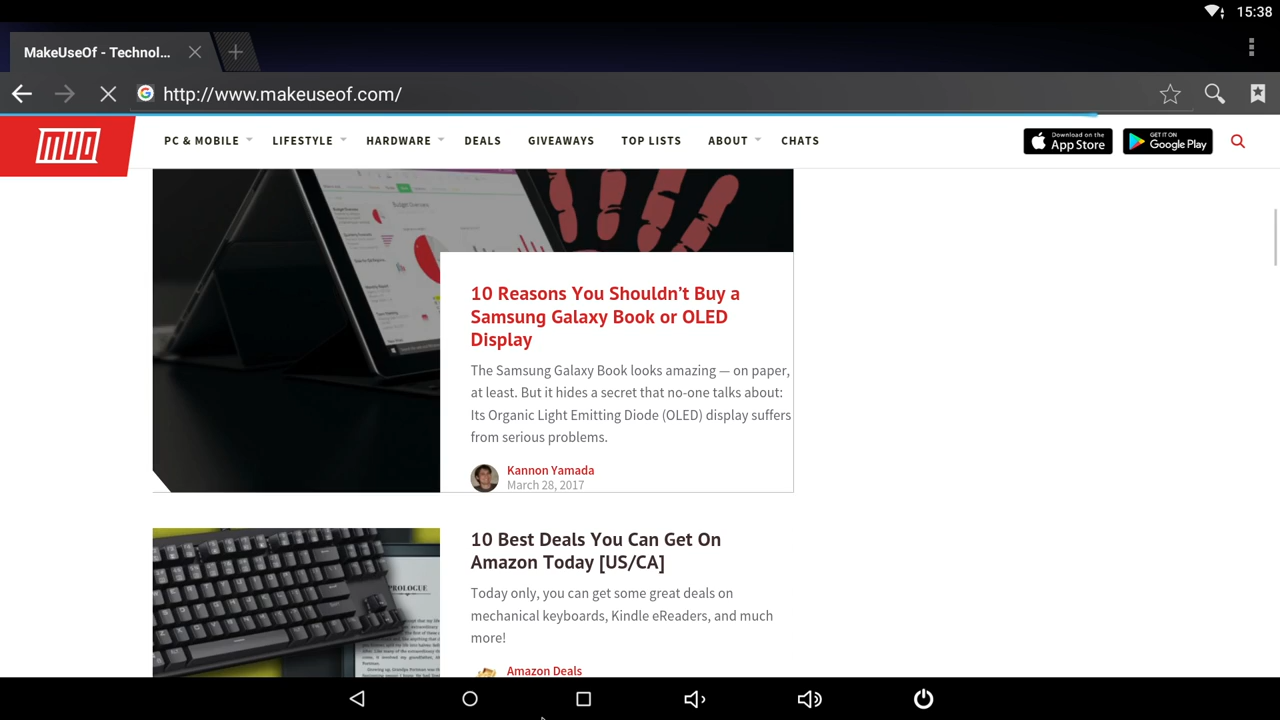 15:38
MakeUseOf - Technol...
http://www.makeuseof.com/
MUO
PC & MOBILE
LIFESTYLE
HARDWARE
DEALS
GIVEAWAYS
TOP LISTS
ABOUT
CHATS
Download on the
App Store
GET IT ON
Google Play
10 Reasons You Shouldn’t Buy a
Samsung Galaxy Book or OLED
Display
The Samsung Galaxy Book looks amazing — on paper,
at least. But it hides a secret that no-one talks about:
Its Organic Light Emitting Diode (OLED) display suffers
from serious problems.
Kannon Yamada
March 28, 2017
PROLOGUE
10 Best Deals You Can Get On
Amazon Today [US/CA]
Today only, you can get some great deals on
mechanical keyboards, Kindle eReaders, and much
more!
Amazon Deals